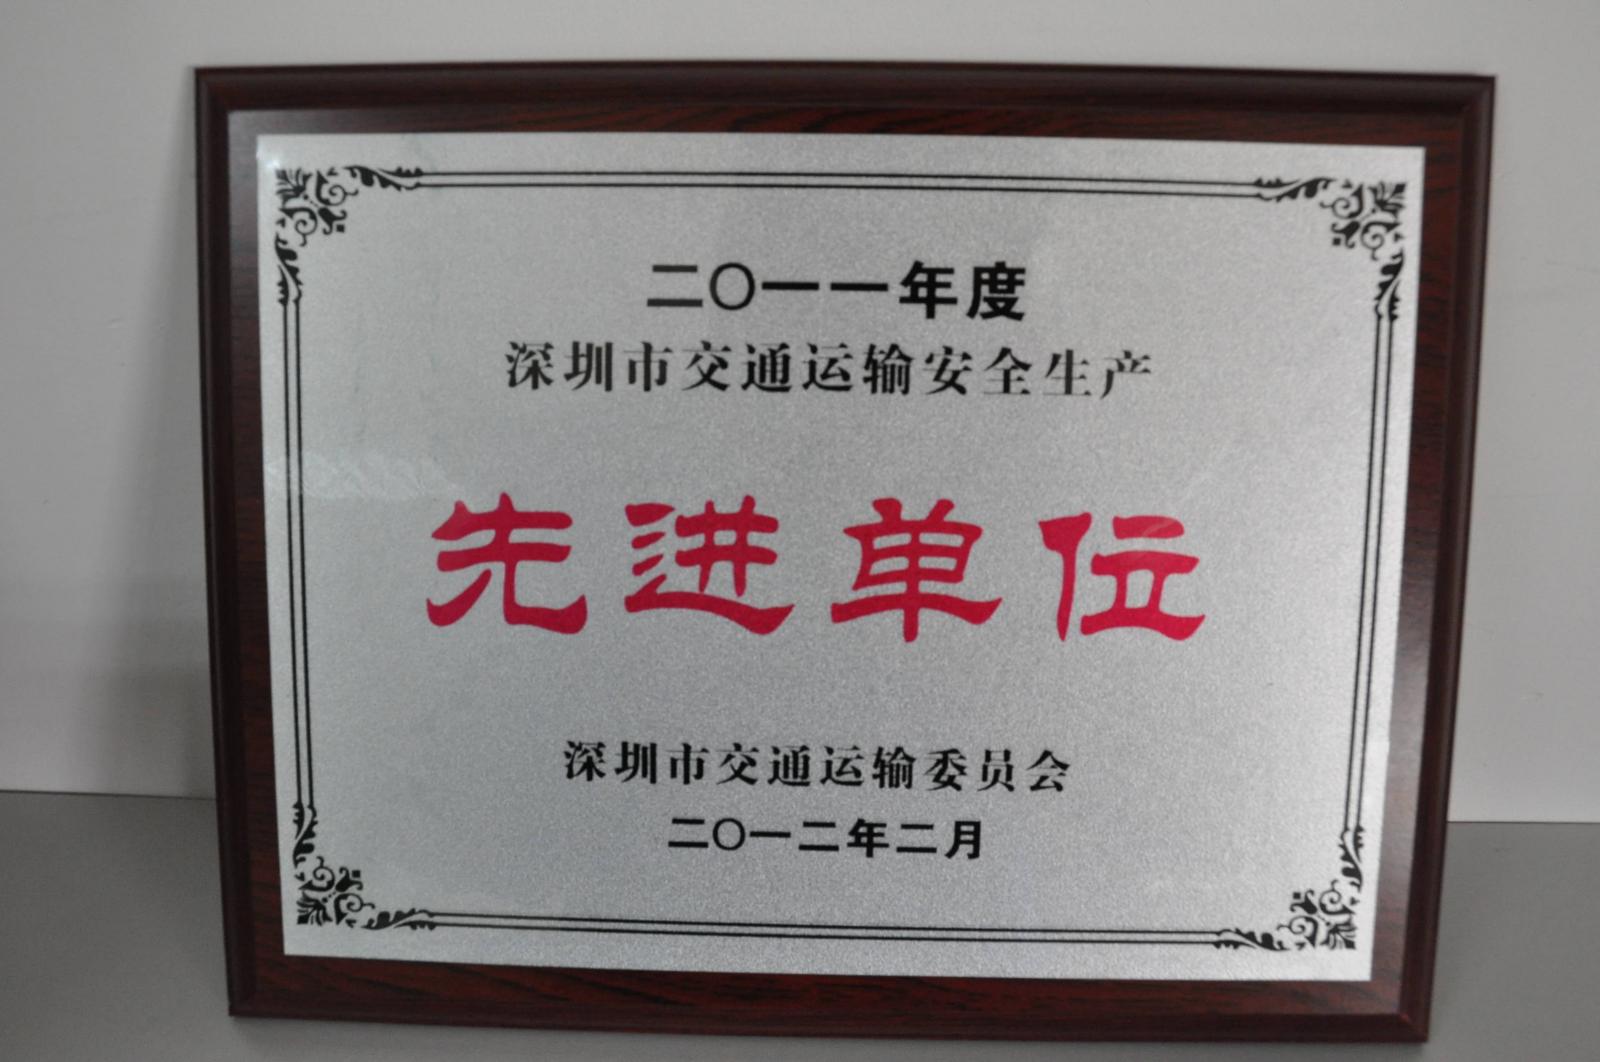 二〇一一年度
深圳市交通运输安全生产
先进单位
深圳市交通运输委员会
二〇一二年二月